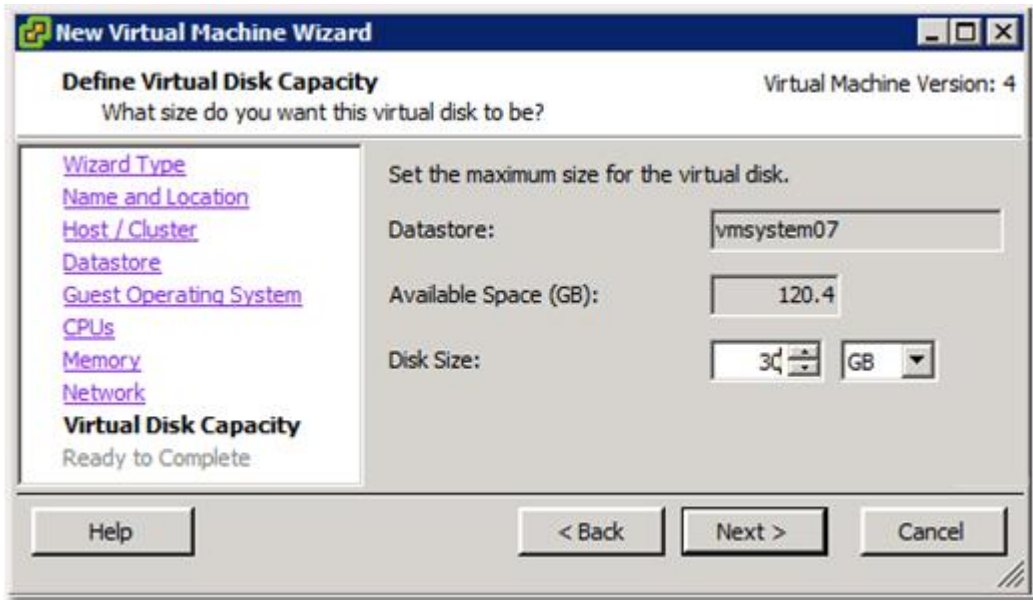 New Virtual Machine Wizard
Define Virtual Disk Capacity
Virtual Machine Version: 4
What size do you want this virtual disk to be?
Wizard Type
Name and Location
Host / Cluster
Datastore
Guest Operating System
CPUs
Memory
Network
Virtual Disk Capacity
Ready to Complete
Set the maximum size for the virtual disk.
Datastore: vmsystem07
Available Space (GB): 120.4
Disk Size: 30 GB
Help < Back Next > Cancel